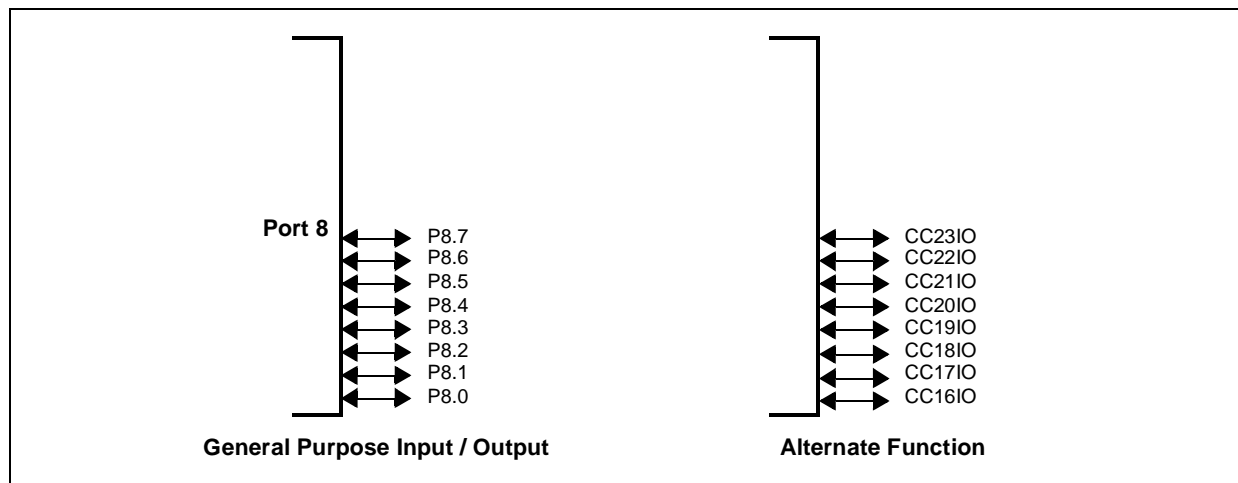 Port 8
P8.7
P8.6
P8.5
P8.4
P8.3
P8.2
P8.1
P8.0
General Purpose Input / Output
CC23IO
CC22IO
CC21IO
CC20IO
CC19IO
CC18IO
CC17IO
CC16IO
Alternate Function